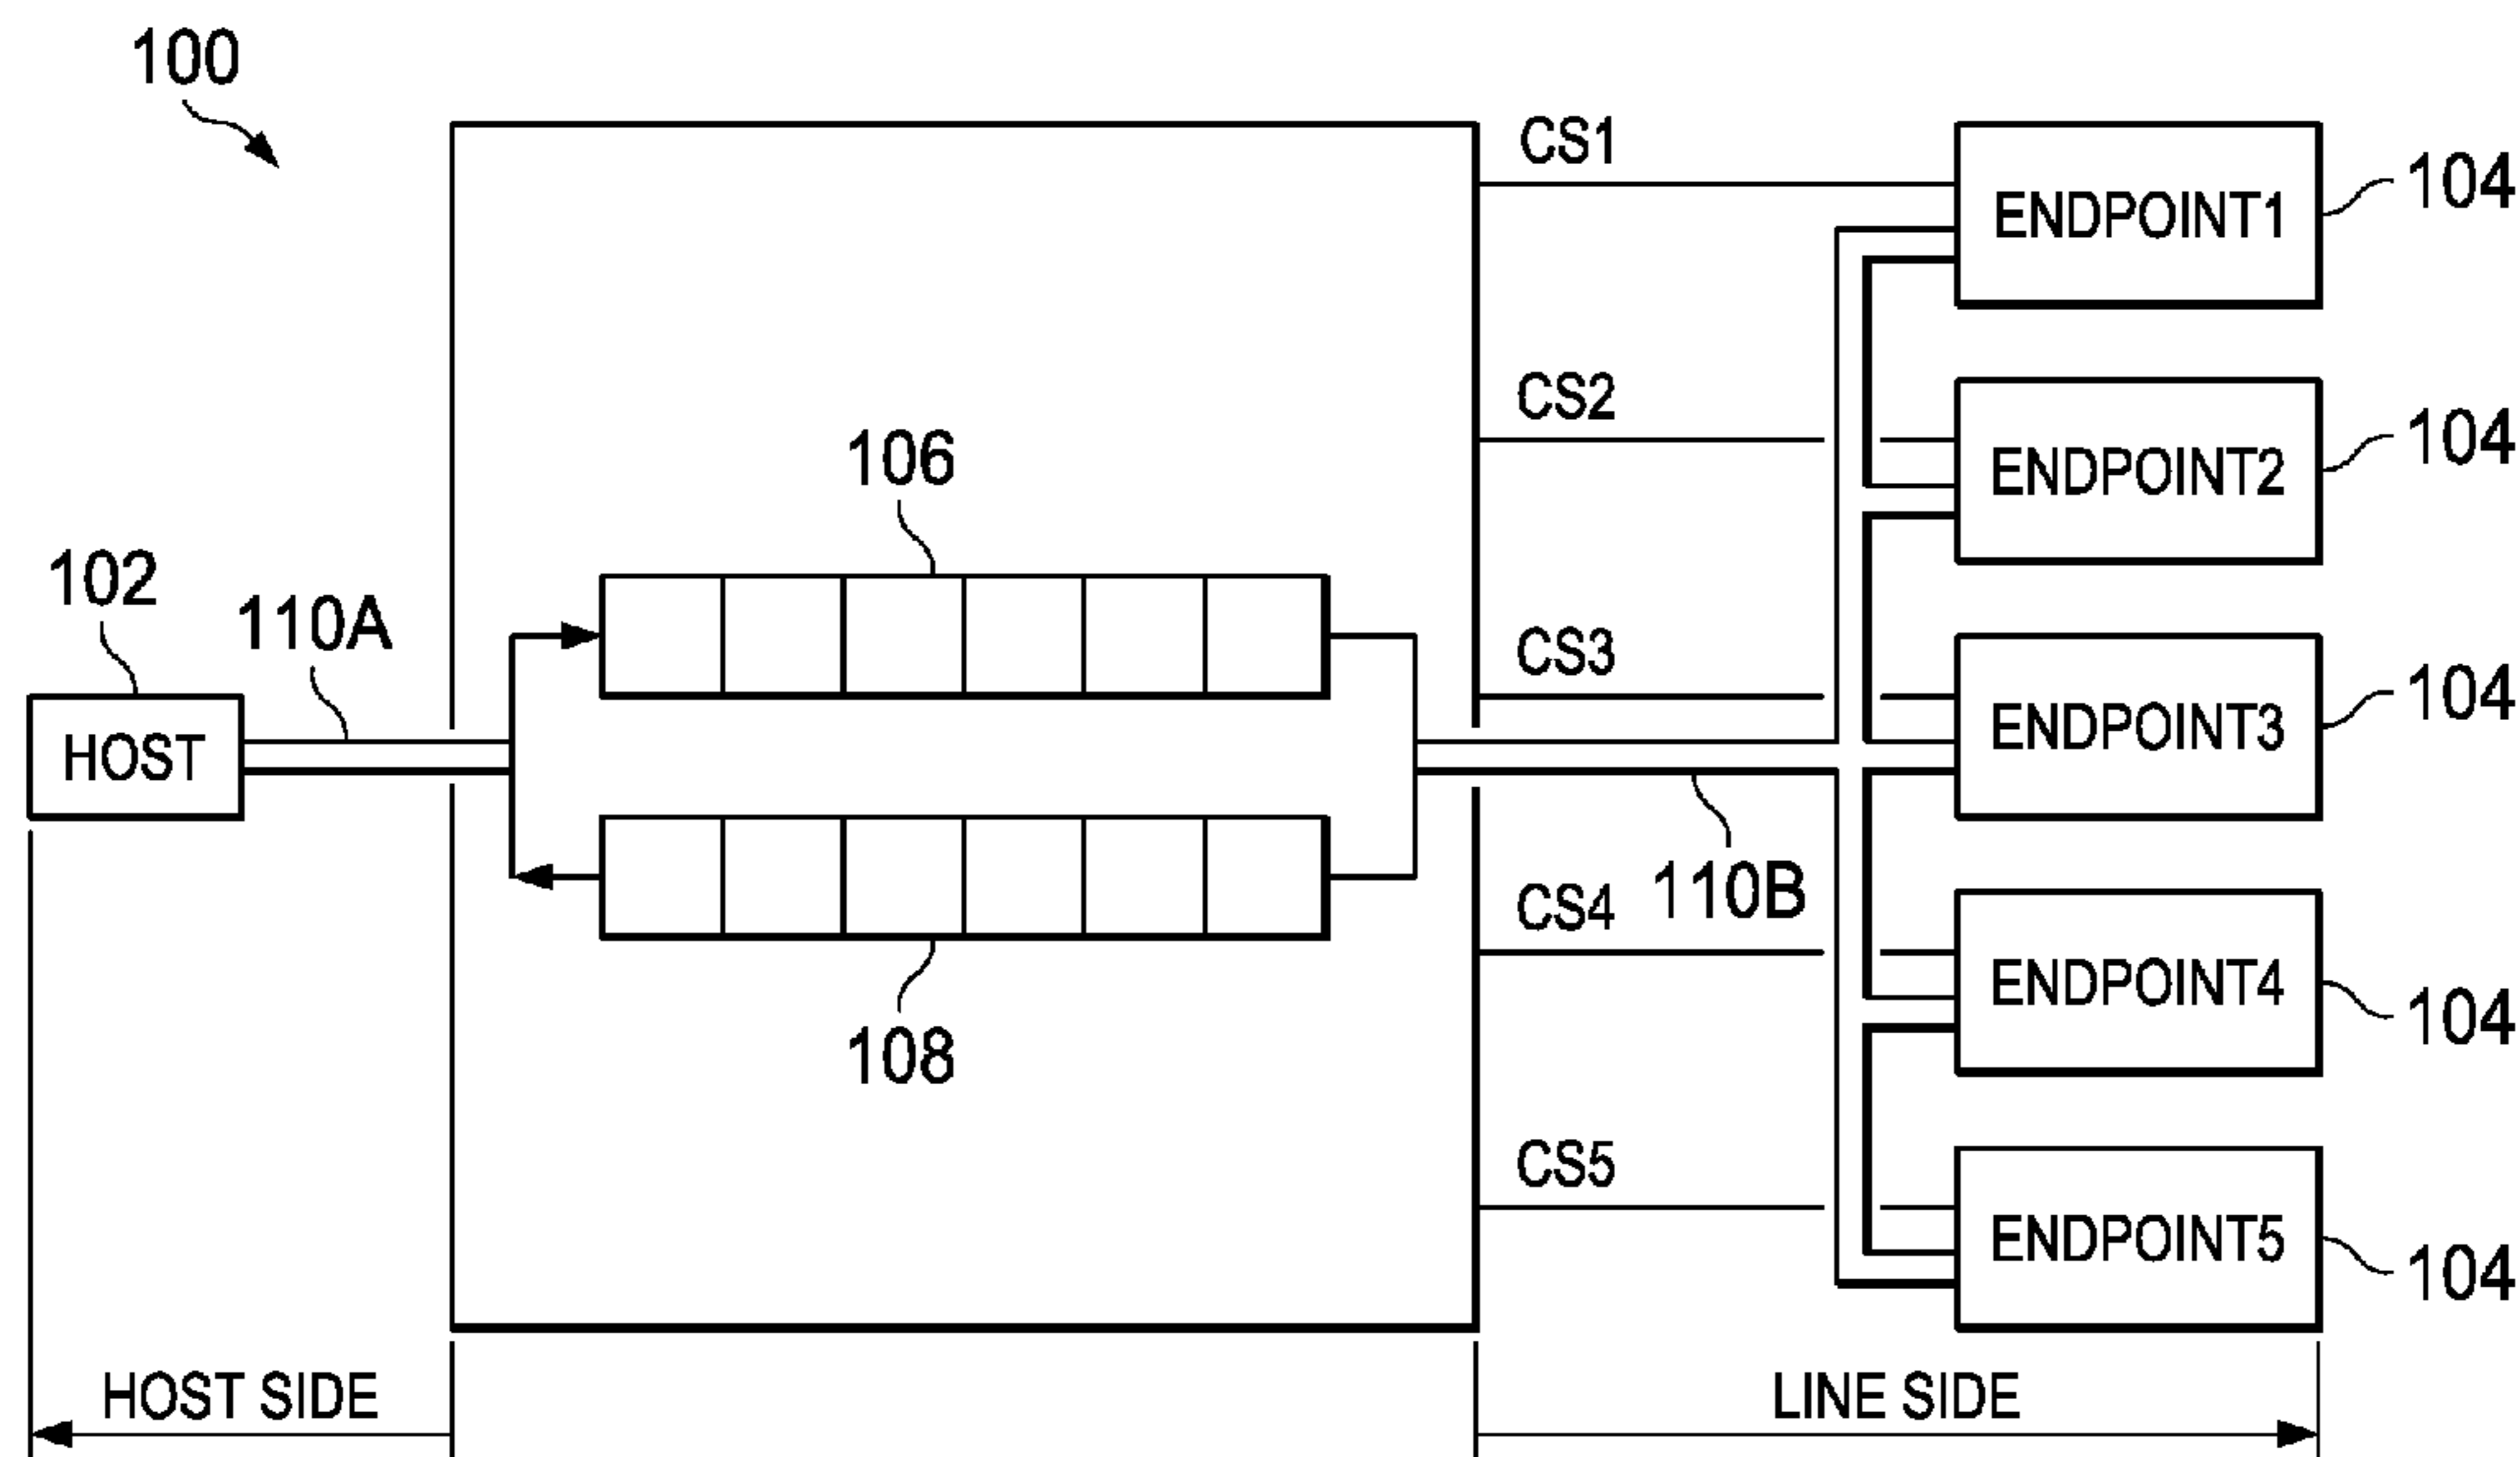 100
CS1
ENDPOINT1
104
CS2
ENDPOINT2
104
106
102
110A
HOST
CS3
ENDPOINT3
104
110B
CS4
ENDPOINT4
104
108
CS5
ENDPOINT5
104
HOST SIDE
LINE SIDE